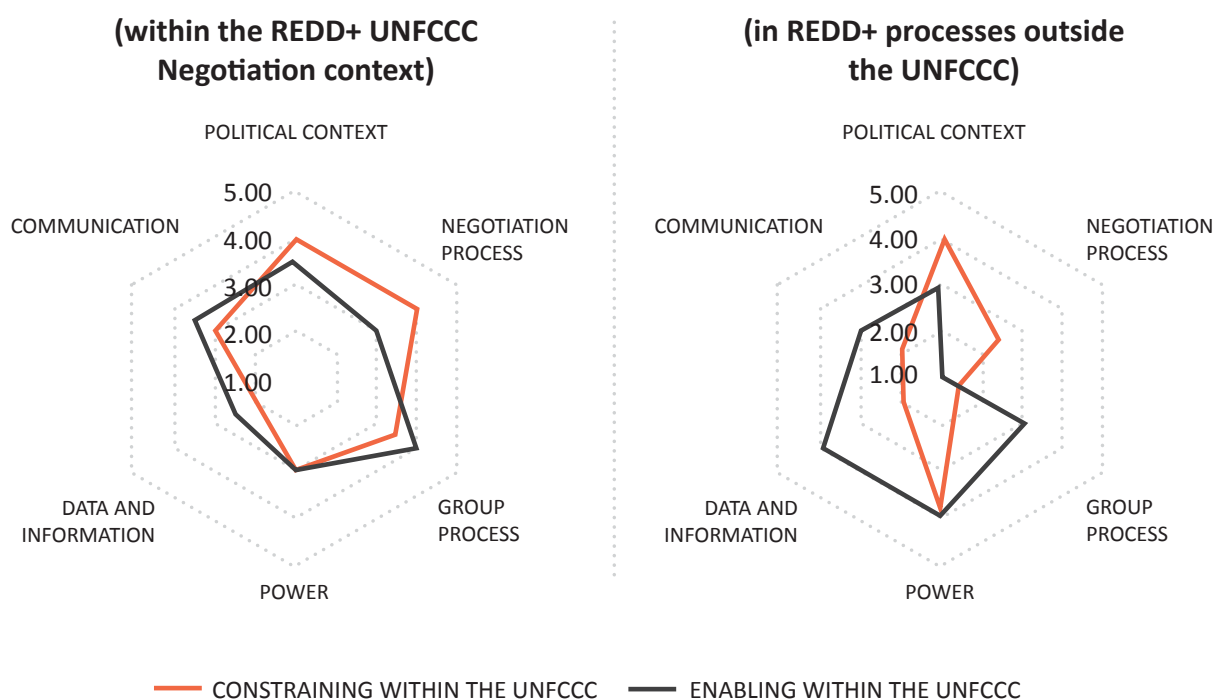 (within the REDD+ UNFCCC
Negotiation context)
POLITICAL CONTEXT
5.00
COMMUNICATION
NEGOTIATION
PROCESS
4.00
3.00
2.00
1.00
DATA AND
INFORMATION
GROUP
PROCESS
POWER
(in REDD+ processes outside
the UNFCCC)
POLITICAL CONTEXT
5.00
COMMUNICATION
NEGOTIATION
PROCESS
4.00
3.00
2.00
1.00
DATA AND
INFORMATION
GROUP
PROCESS
POWER
CONSTRAINING WITHIN THE UNFCCC
ENABLING WITHIN THE UNFCCC